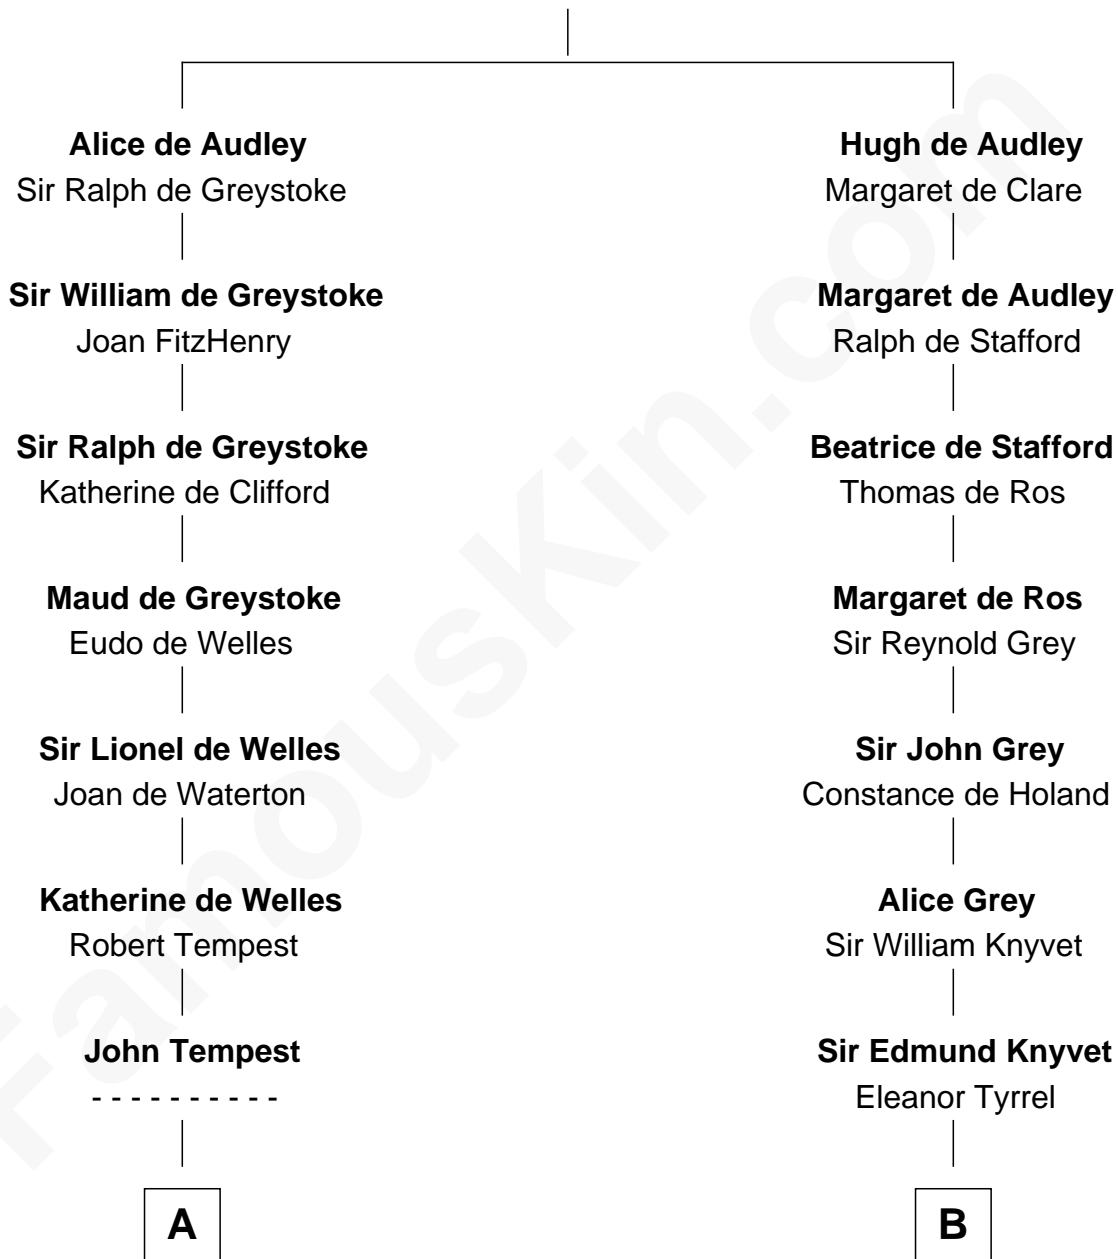 Alice de Audley
Sir Ralph de Greystoke
Sir William de Greystoke
Joan FitzHenry
Sir Ralph de Greystoke
Katherine de Clifford
Maud de Greystoke
Eudo de Welles
Sir Lionel de Welles
Joan de Waterton
Katherine de Welles
Robert Tempest
John Tempest
- - - - - - - - - -
A
Hugh de Audley
Margaret de Clare
Margaret de Audley
Ralph de Stafford
Beatrice de Stafford
Thomas de Ros
Margaret de Ros
Sir Reynold Grey
Sir John Grey
Constance de Holand
Alice Grey
Sir William Knyvet
Sir Edmund Knyvet
Eleanor Tyrrel
B
FamousKin.com